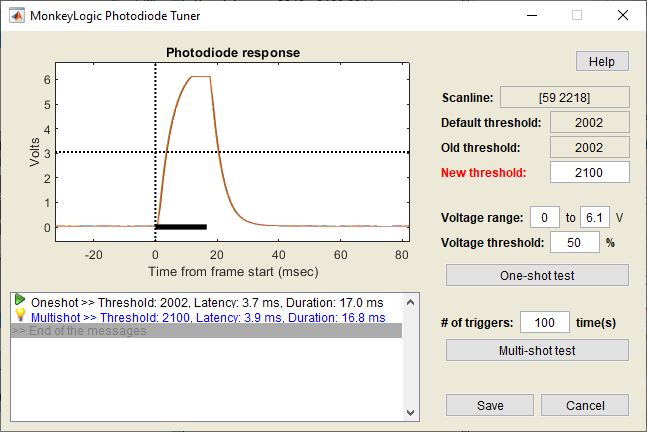 MonkeyLogic Photodiode Tuner
Photodiode response
Volts
6
5
4
3
2
1
0
-20 0 20 40 60 80
Time from frame start (msec)
Help
Scanline: [59 2218]
Default threshold: 2002
Old threshold: 2002
New threshold: 2100
Voltage range: 0 to 6.1 V
Voltage threshold: 50 %
One-shot test
# of triggers: 100 time(s)
Multi-shot test
Save Cancel
Oneshot >> Threshold: 2002, Latency: 3.7 ms, Duration: 17.0 ms
Multishot >> Threshold: 2100, Latency: 3.9 ms, Duration: 16.8 ms
>> End of the messages